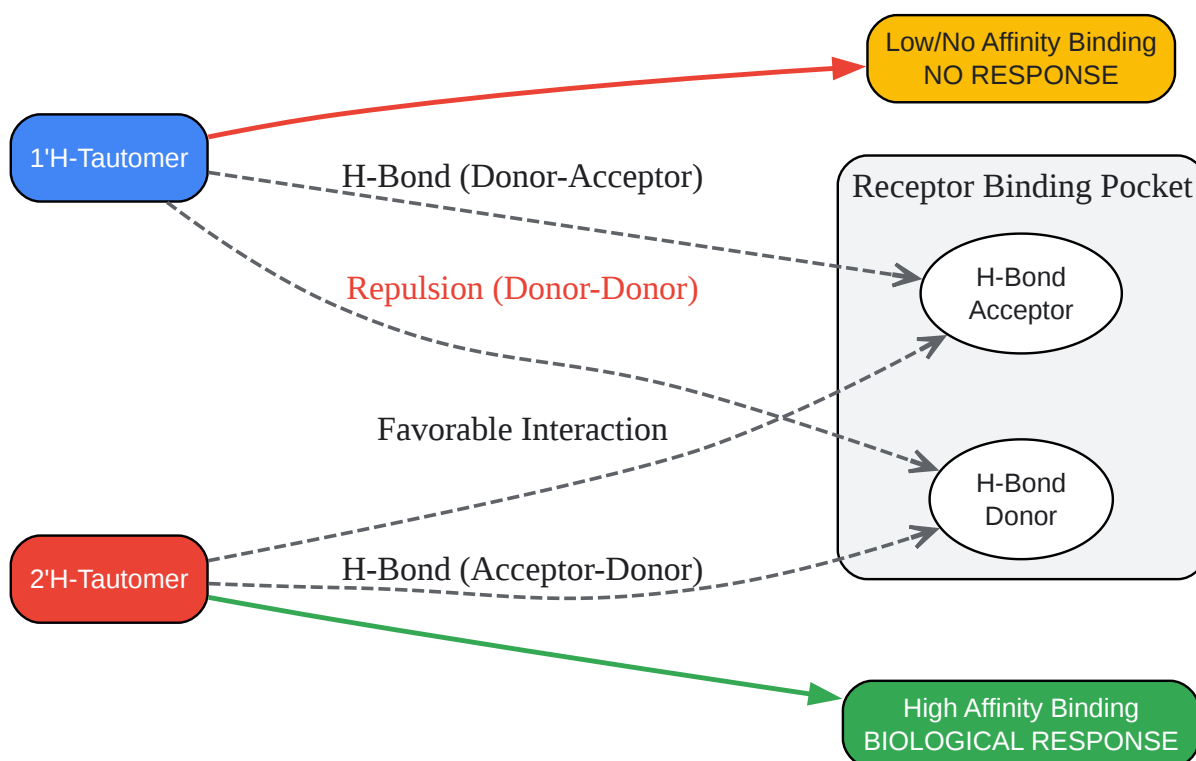 Low/No Affinity Binding
NO RESPONSE
1'H-Tautomer
H-Bond (Donor-Acceptor)
Receptor Binding Pocket
H-Bond
Acceptor
Repulsion (Donor-Donor)
Favorable Interaction
H-Bond
Donor
2'H-Tautomer
H-Bond (Acceptor-Donor)
High Affinity Binding
BIOLOGICAL RESPONSE